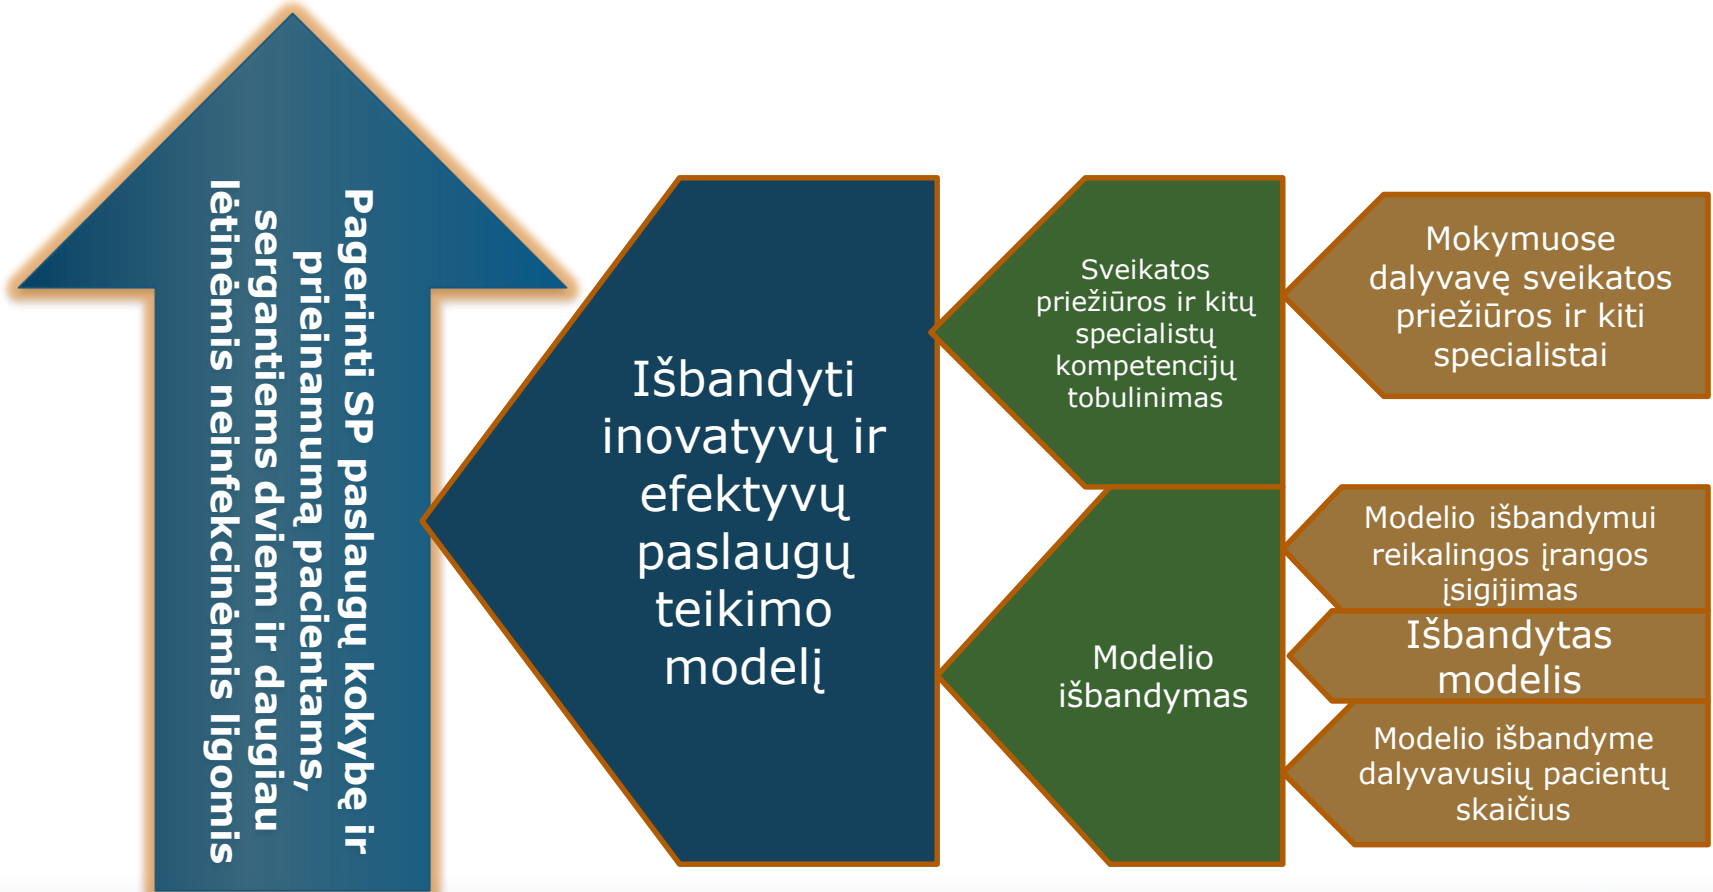 Pagerinti SP paslaugų kokybę ir
prieinamumą pacientams,
sergantiems dviem ir daugiau
lėtinėmis neinfekcinėmis ligomis
Išbandyti
inovatyvų ir
efektyvų
paslaugų
teikimo
modelį
Sveikatos
priežiūros ir kitų
specialistų
kompetencijų
tobulinimas
Modelio
išbandymas
Mokymuose
dalyvavę sveikatos
priežiūros ir kiti
specialistai
Modelio išbandymui
reikalingos įrangos
įsigijimas
Išbandytas
modelis
Modelio išbandyme
dalyvavusių pacientų
skaičius